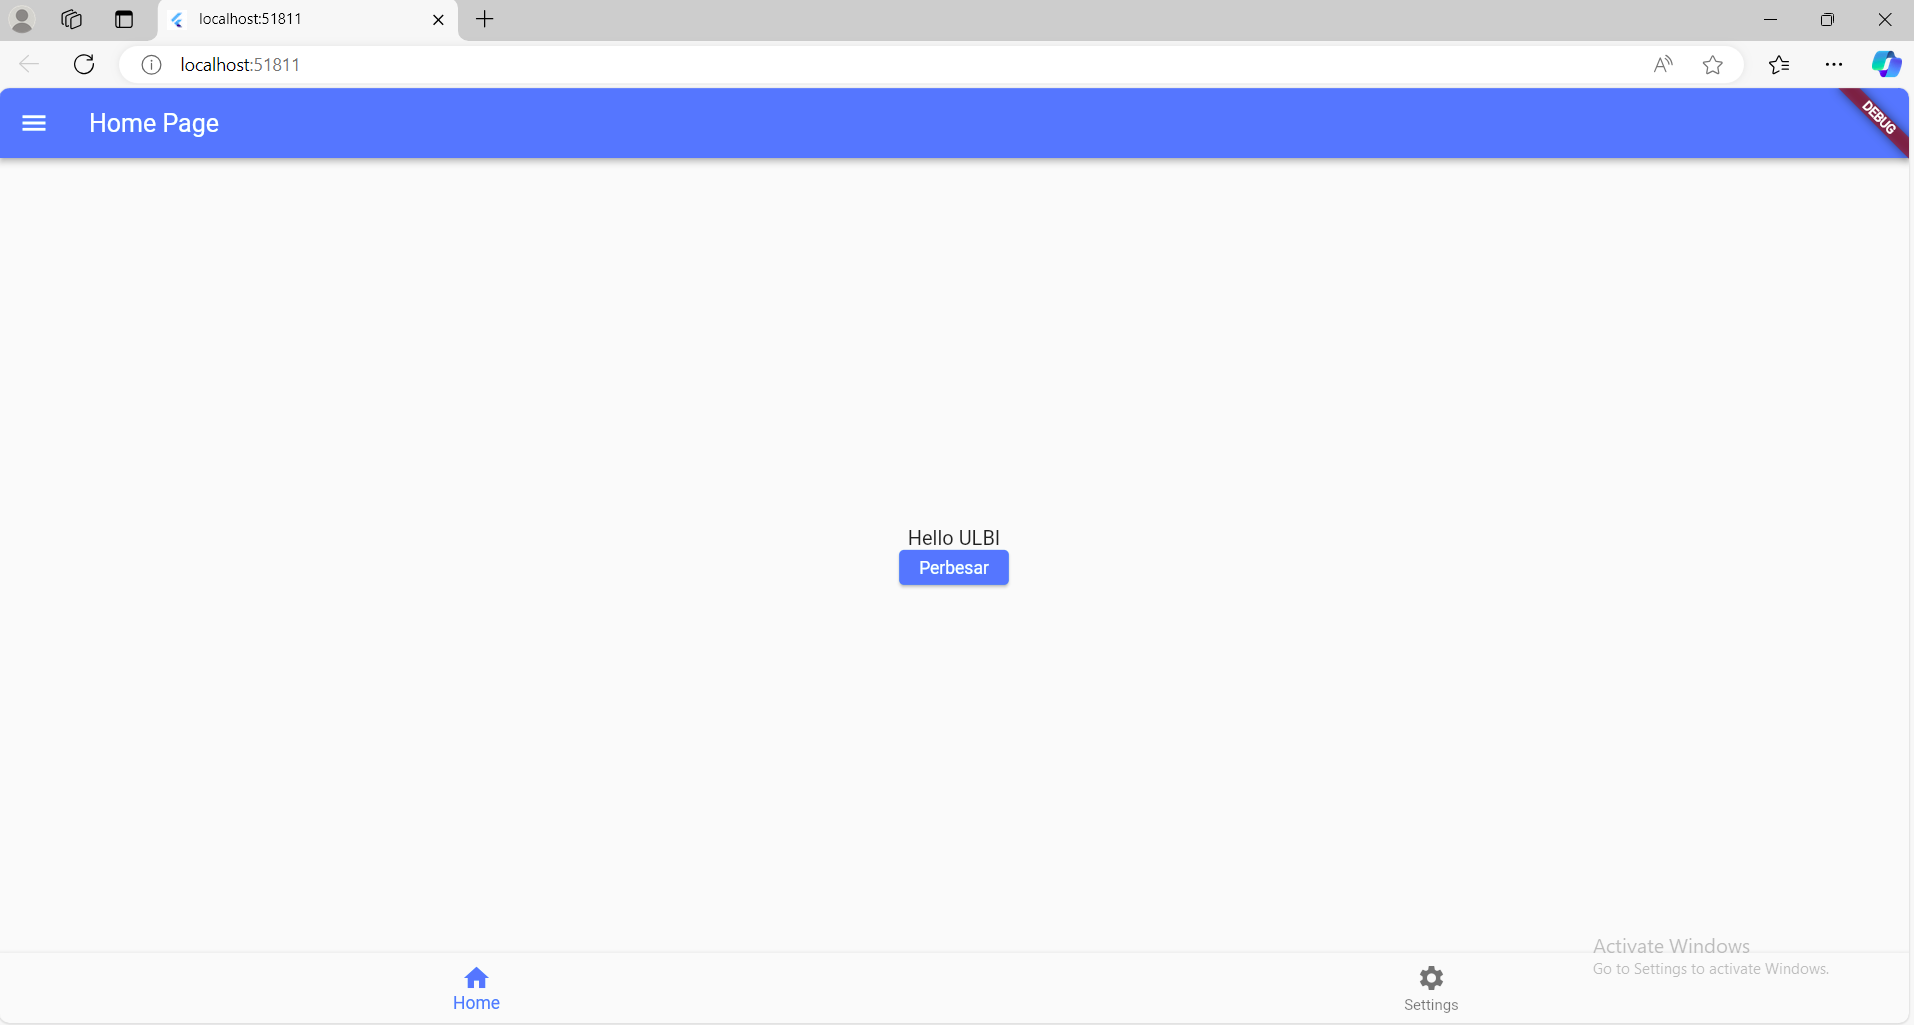 localhost:51811
localhost:51811
Home Page
DEBUG
Hello ULBI
Perbesar
Activate Windows
Go to Settings to activate Windows.
Home
Settings